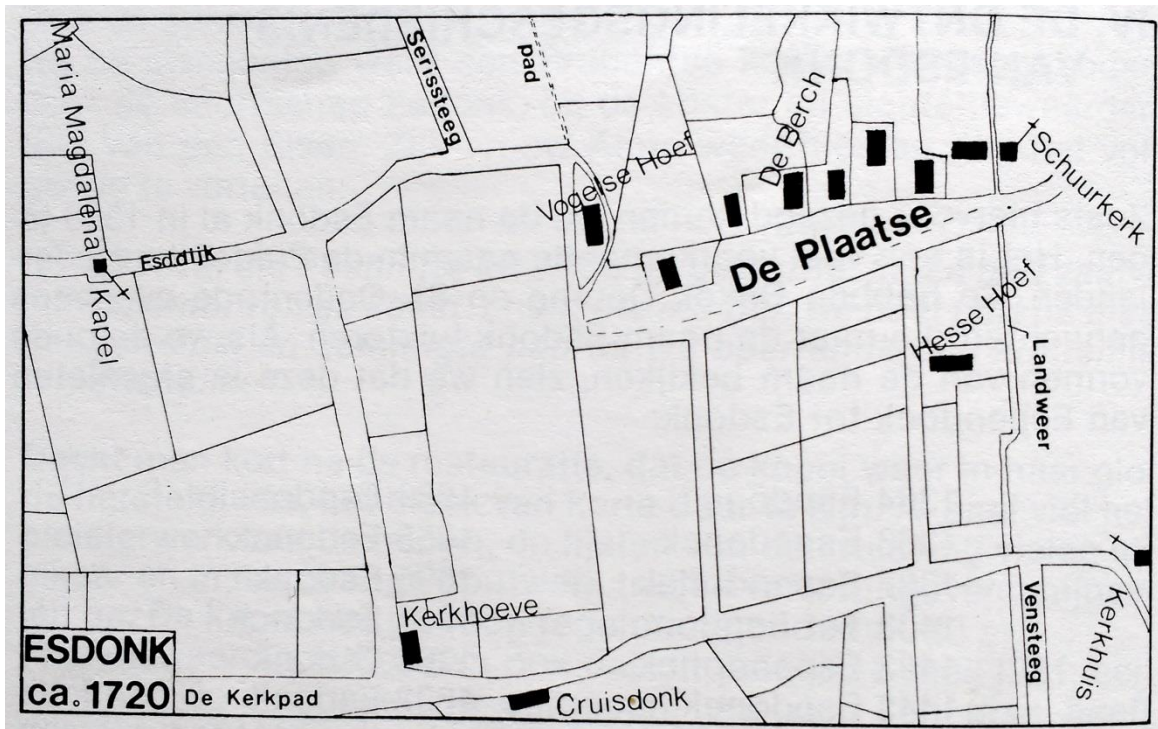 Maria Magdalena Kapel
Serissteeg
pad
Vogelse Hoef
De Berch
Schuurkerk
Esddijk
De Plaatse
Hesse Hoef
Landweer
Kerkhoeve
Vensteeg
Kerkhuis
ESDONK
ca. 1720
De Kerkpad
Cruisdonk